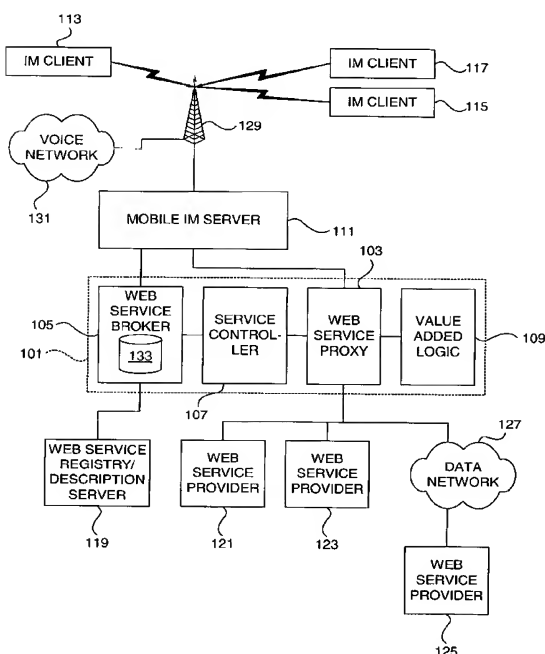 113
IM CLIENT
IM CLIENT
117
IM CLIENT
115
129
VOICE
NETWORK
131
MOBILE IM SERVER
111
103
105
WEB
SERVICE
BROKER
133
SERVICE
CONTROL-
LER
WEB
SERVICE
PROXY
VALUE
ADDED
LOGIC
109
101
107
127
WEB SERVICE
REGISTRY/
DESCRIPTION
SERVER
119
WEB
SERVICE
PROVIDER
121
WEB
SERVICE
PROVIDER
123
DATA
NETWORK
WEB
SERVICE
PROVIDER
125